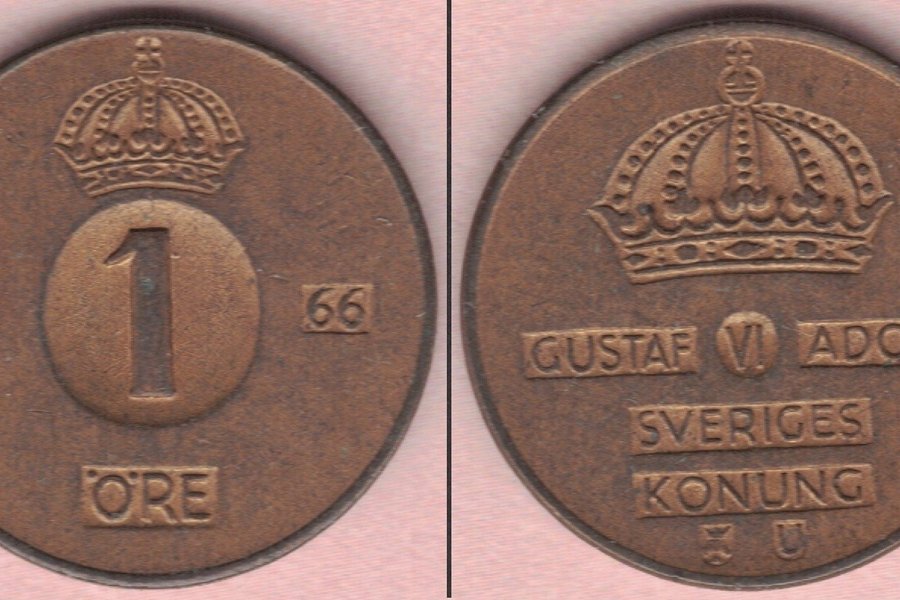 1
66
ÖRE
GUSTAF VI ADO
SVERIGES
KONUNG
U